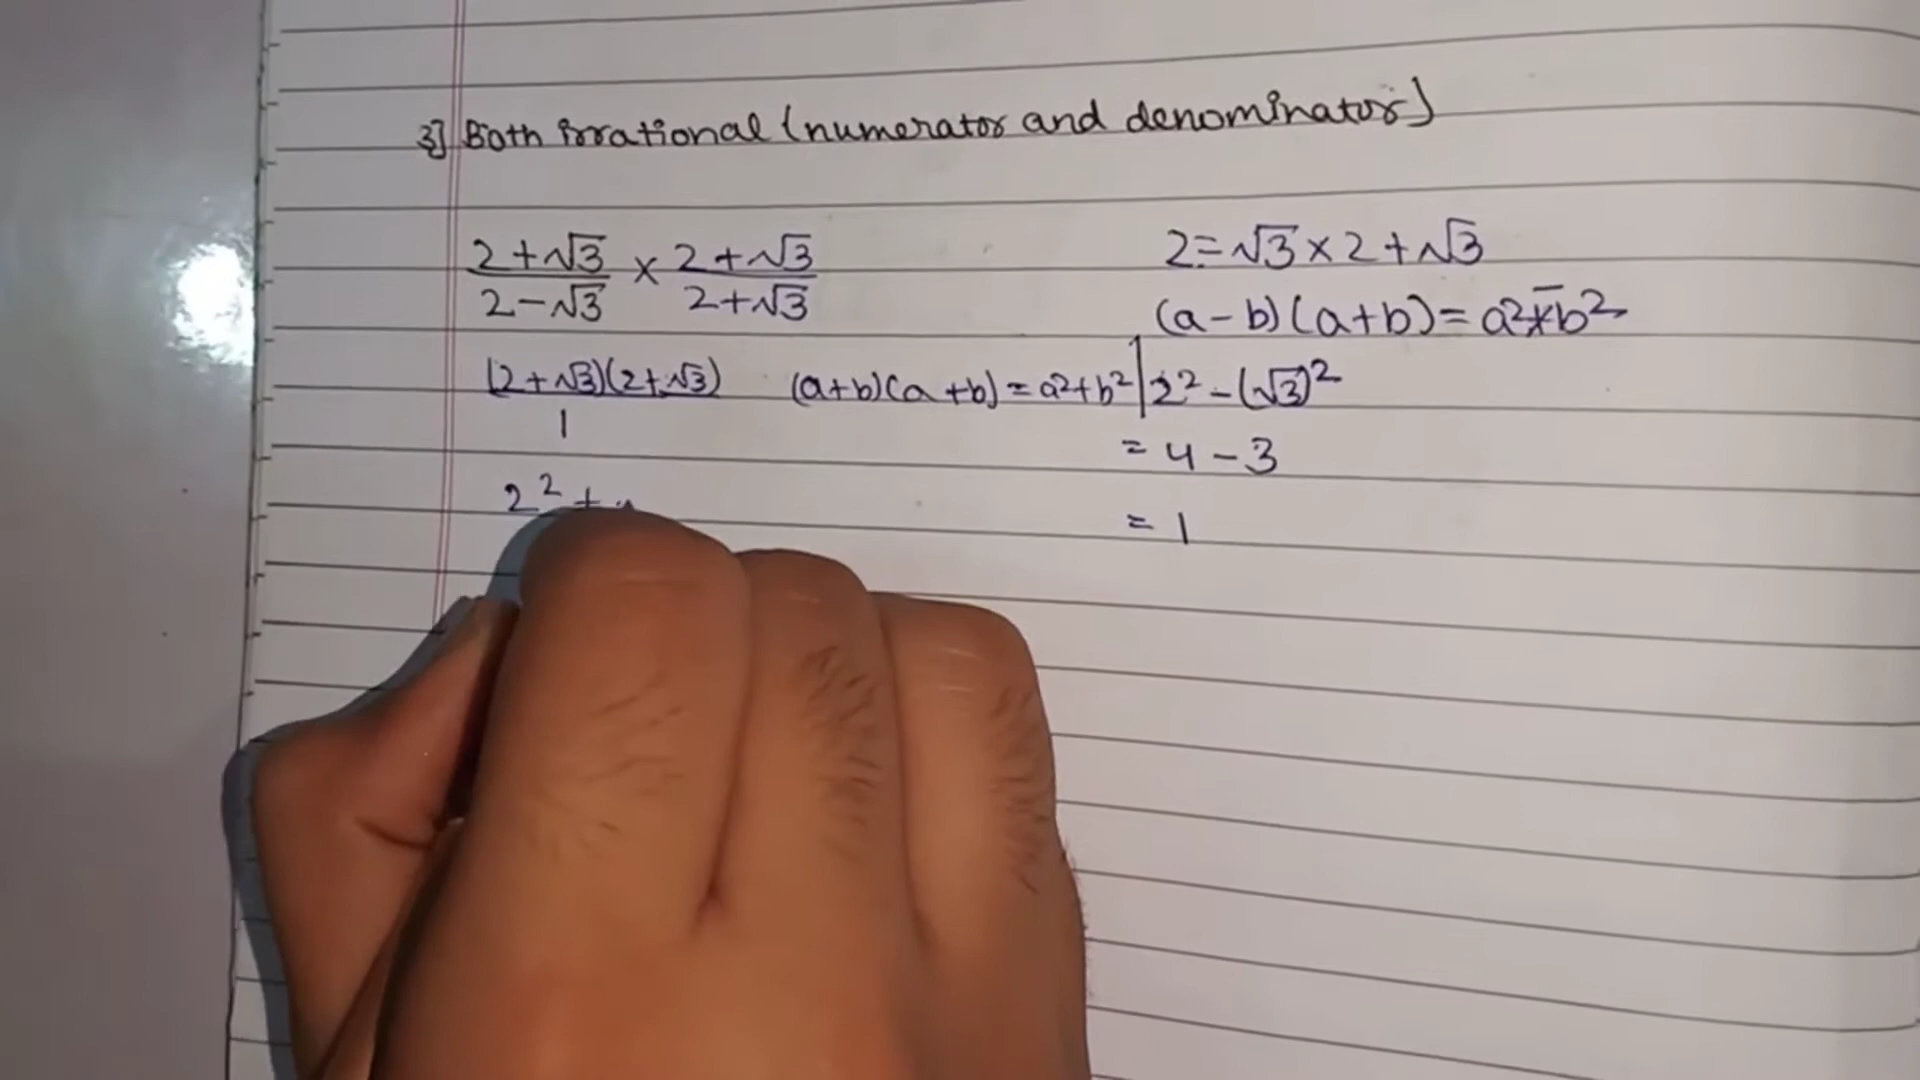 3] Both irrational (numerator and denominator)
2+√3 / 2-√3 × 2+√3 / 2+√3
(2+√3)(2+√3) / 1
(a+b)(a+b) = a²+b²
2² +
2-√3 × 2+√3
(a-b)(a+b) = a²-b²
2² - (√3)²
= 4 - 3
= 1